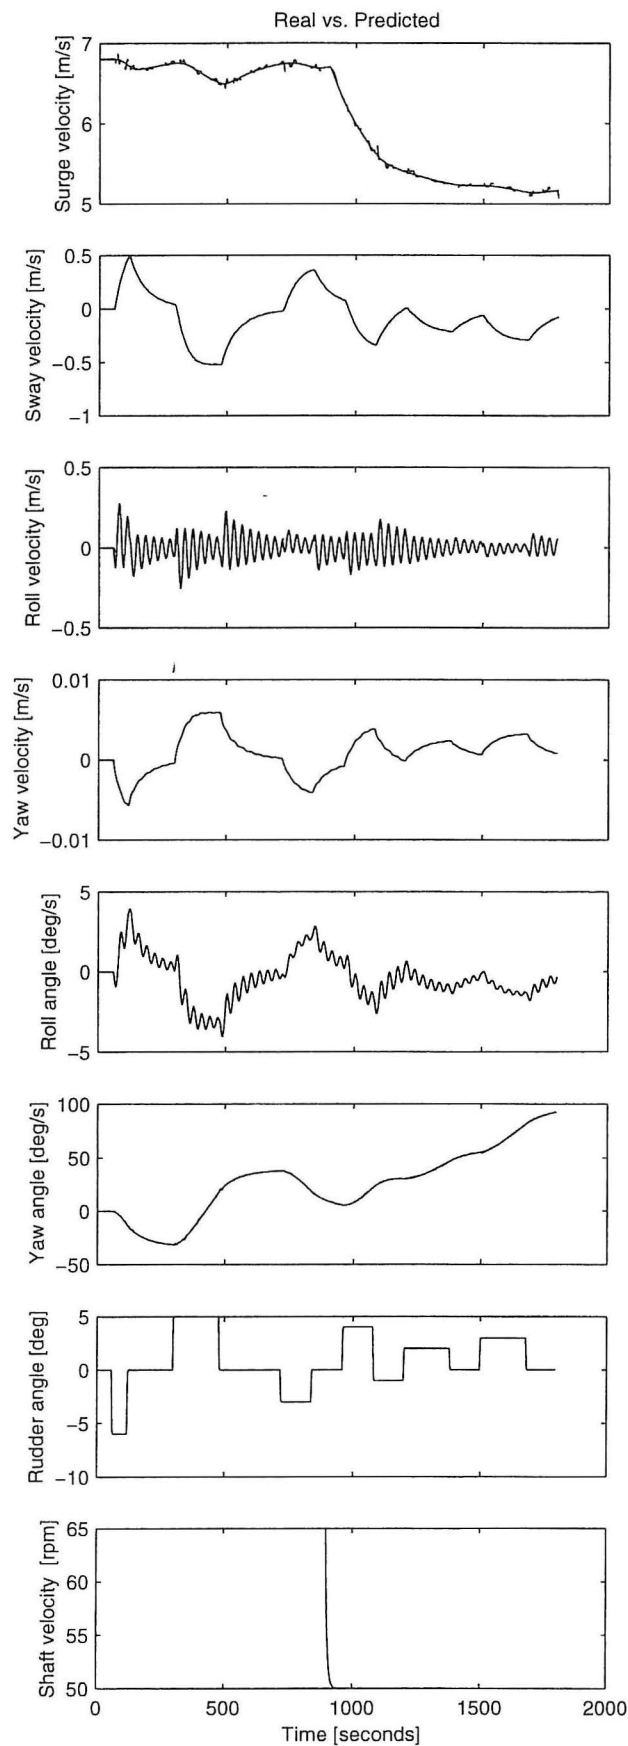 Real vs. Predicted
Surge velocity [m/s]
7
6
5
Sway velocity [m/s]
0.5
0
−0.5
−1
Roll velocity [m/s]
0.5
0
−0.5
Yaw velocity [m/s]
0.01
0
−0.01
Roll angle [deg/s]
5
0
−5
Yaw angle [deg/s]
100
50
0
−50
Rudder angle [deg]
5
0
−5
−10
Shaft velocity [rpm]
65
60
55
50
0 500 1000 1500 2000
Time [seconds]